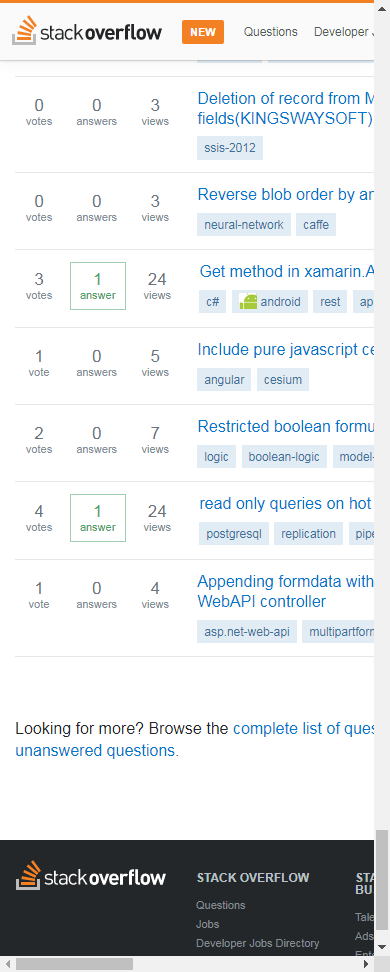 stackoverflow NEW Questions Developer J
0 0 3 Deletion of record from M
votes answers views fields(KINGSWAYSOFT)
ssis-2012
0 0 3 Reverse blob order by an
votes answers views
neural-network caffe
3 1 24 Get method in xamarin.A
votes answer views
c# android rest ap
1 0 5 Include pure javascript ce
vote answers views
angular cesium
2 0 7 Restricted boolean formu
votes answers views
logic boolean-logic model-
4 1 24 read only queries on hot
votes answer views
postgresql replication pipe
1 0 4 Appending formdata with
vote answers views WebAPI controller
asp.net-web-api multipartform
Looking for more? Browse the complete list of ques
unanswered questions.
stackoverflow STACK OVERFLOW STA
BU
Questions Tale
Jobs Ads
Developer Jobs Directory Ente